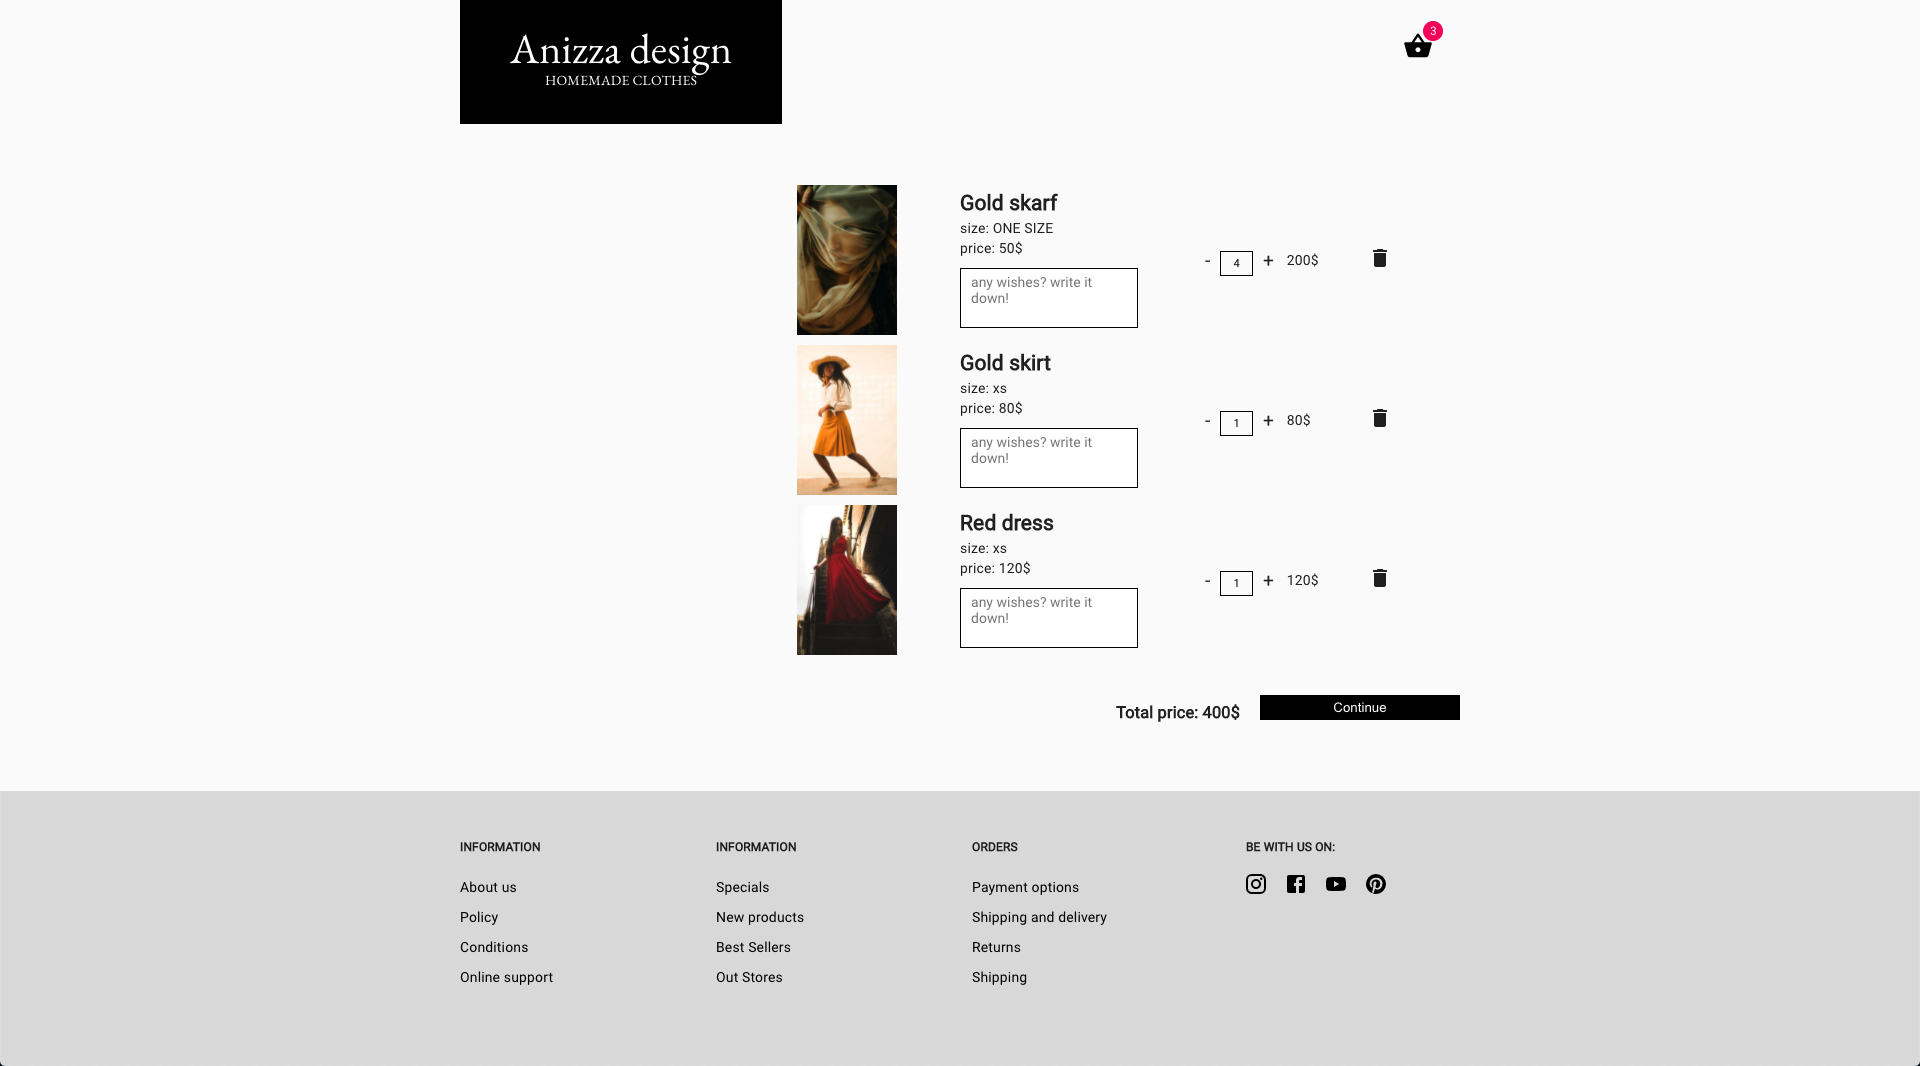 Anizza design
HOMEMADE CLOTHES
3
Gold skarf
size: ONE SIZE
price: 50$
any wishes? write it
down!
- 4 + 200$
Gold skirt
size: xs
price: 80$
any wishes? write it
down!
- 1 + 80$
Red dress
size: xs
price: 120$
any wishes? write it
down!
- 1 + 120$
Total price: 400$
Continue
INFORMATION
About us
Policy
Conditions
Online support
INFORMATION
Specials
New products
Best Sellers
Out Stores
ORDERS
Payment options
Shipping and delivery
Returns
Shipping
BE WITH US ON: